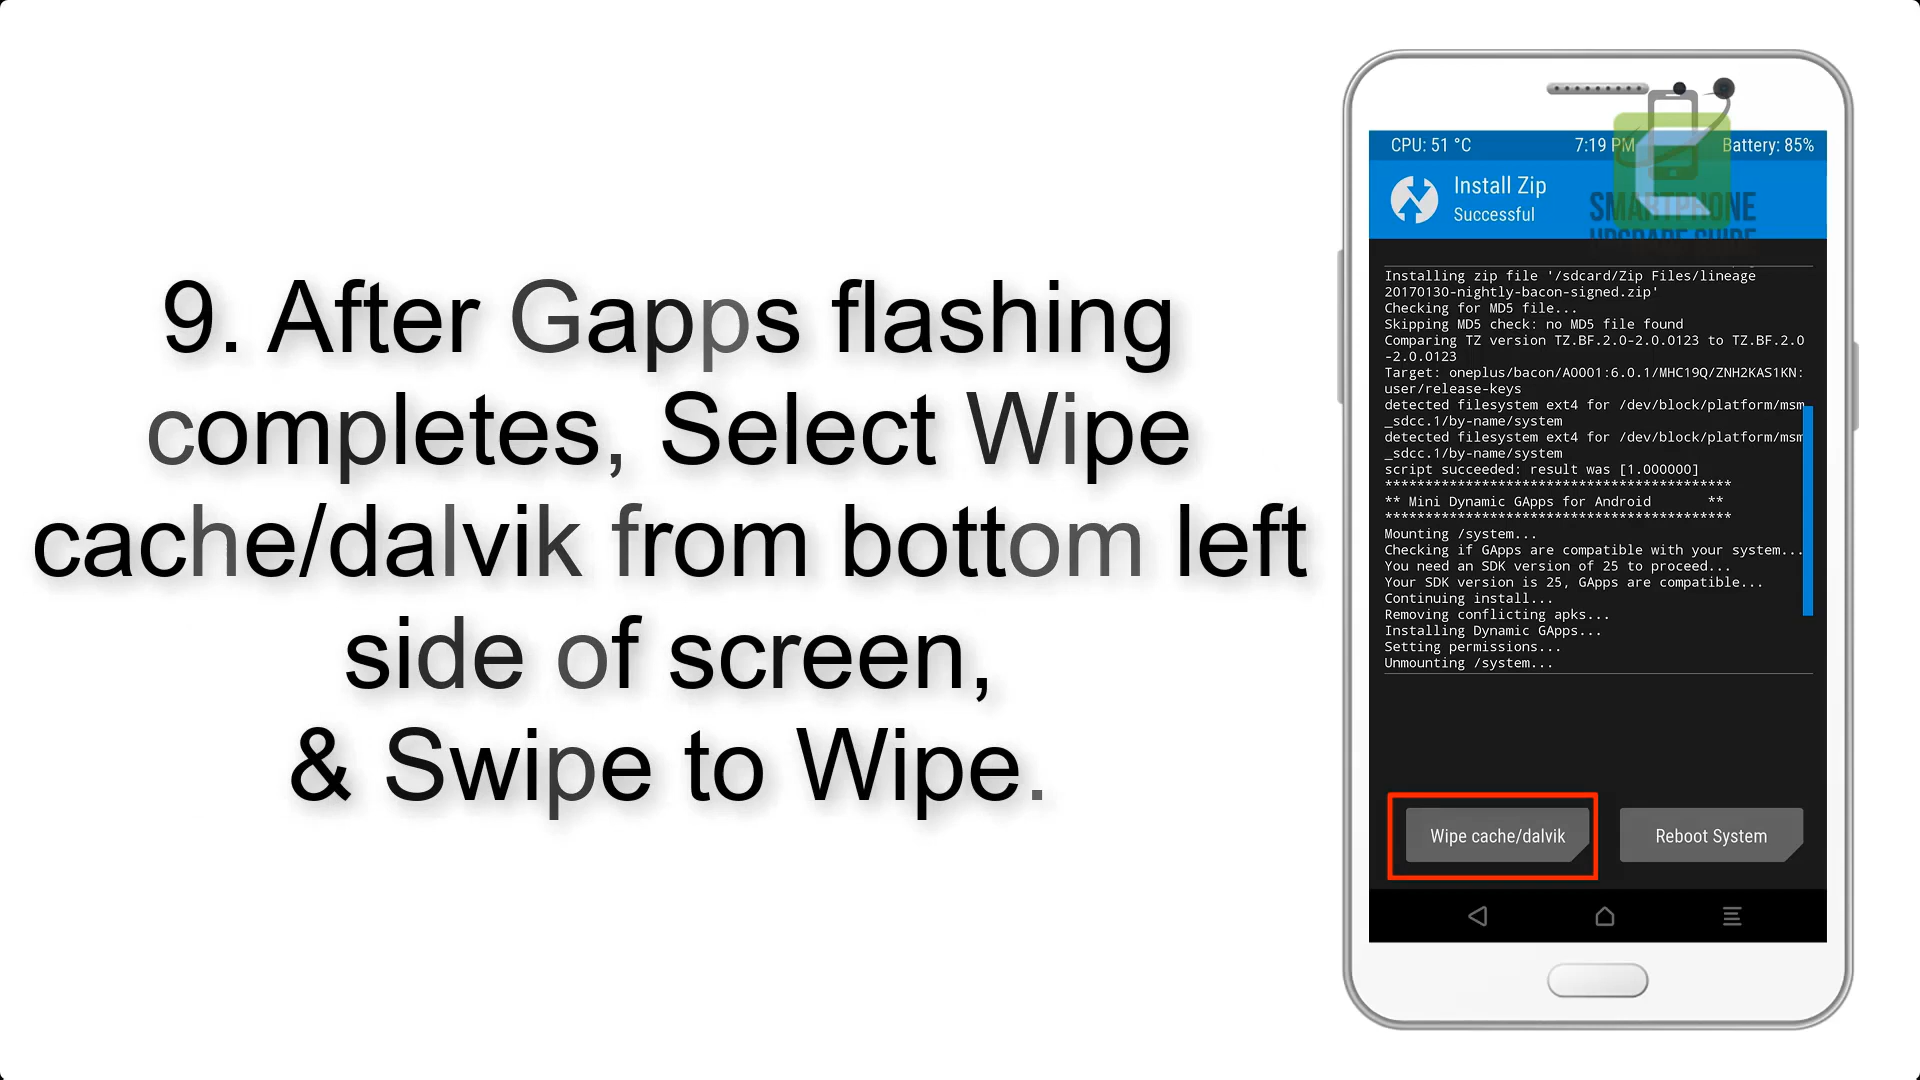 9. After Gapps flashing
completes, Select Wipe
cache/dalvik from bottom left
side of screen,
& Swipe to Wipe.
CPU: 51 °C 7:19 PM Battery: 85%
Install Zip
Successful
SMARTPHONE
UPGRADE GUIDE
Installing zip file '/sdcard/Zip Files/lineage
20170130-nightly-bacon-signed.zip'
Checking for MD5 file...
Skipping MD5 check: no MD5 file found
Comparing TZ version TZ.BF.2.0-2.0.0123 to TZ.BF.2.0
-2.0.0123
Target: oneplus/bacon/A0001:6.0.1/MHC19Q/ZNH2KAS1KN:
user/release-keys
detected filesystem ext4 for /dev/block/platform/msm
_sdcc.1/by-name/system
detected filesystem ext4 for /dev/block/platform/msm
_sdcc.1/by-name/system
script succeeded: result was [1.000000]
*******************************************
** Mini Dynamic GApps for Android **
*******************************************
Mounting /system...
Checking if GApps are compatible with your system...
You need an SDK version of 25 to proceed...
Your SDK version is 25, GApps are compatible...
Continuing install...
Removing conflicting apks...
Installing Dynamic GApps...
Setting permissions...
Unmounting /system...
Wipe cache/dalvik
Reboot System